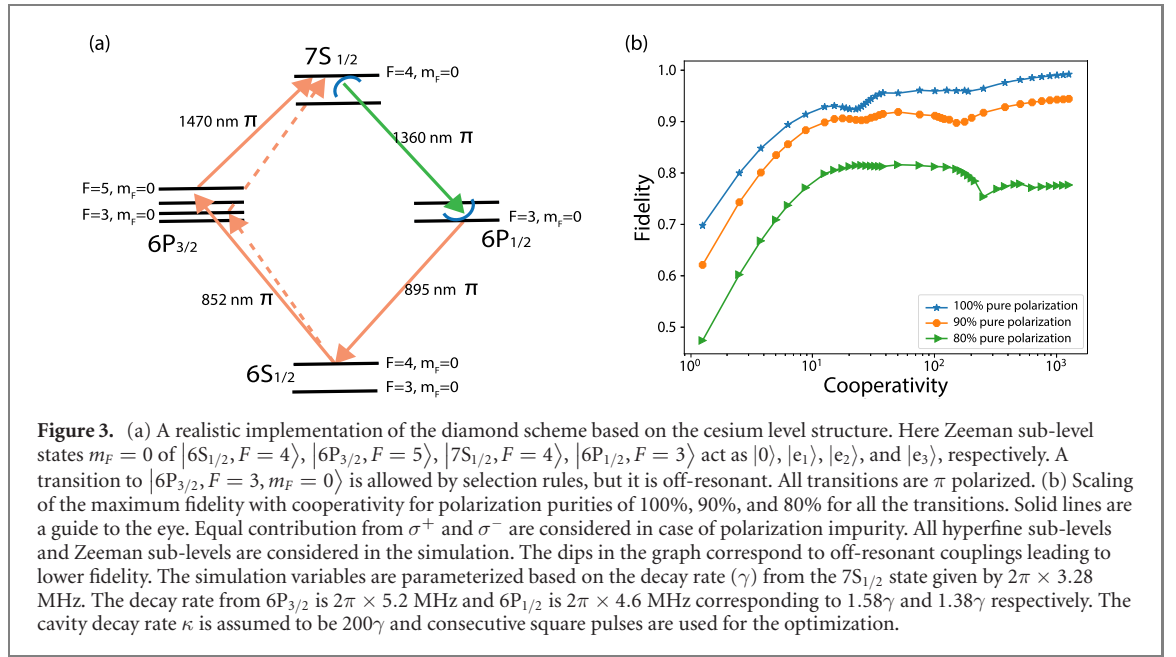 (a)
7S 1/2
F=4, mF=0
1470 nm π
1360 nm π
F=5, mF=0
F=3, mF=0
6P3/2
F=3, mF=0
6P1/2
852 nm π
895 nm π
6S1/2
F=4, mF=0
F=3, mF=0
(b)
1.0
0.9
0.8
0.7
0.6
0.5
Fidelity
10⁰
10¹
10²
10³
Cooperativity
100% pure polarization
90% pure polarization
80% pure polarization
Figure 3. (a) A realistic implementation of the diamond scheme based on the cesium level structure. Here Zeeman sub-level
states mF = 0 of |6S1/2, F = 4⟩, |6P3/2, F = 5⟩, |7S1/2, F = 4⟩, |6P1/2, F = 3⟩ act as |0⟩, |e1⟩, |e2⟩, and |e3⟩, respectively. A
transition to |6P3/2, F = 3, mF = 0⟩ is allowed by selection rules, but it is off-resonant. All transitions are π polarized. (b) Scaling
of the maximum fidelity with cooperativity for polarization purities of 100%, 90%, and 80% for all the transitions. Solid lines are
a guide to the eye. Equal contribution from σ⁺ and σ⁻ are considered in case of polarization impurity. All hyperfine sub-levels
and Zeeman sub-levels are considered in the simulation. The dips in the graph correspond to off-resonant couplings leading to
lower fidelity. The simulation variables are parameterized based on the decay rate (γ) from the 7S1/2 state given by 2π × 3.28
MHz. The decay rate from 6P3/2 is 2π × 5.2 MHz and 6P1/2 is 2π × 4.6 MHz corresponding to 1.58γ and 1.38γ respectively. The
cavity decay rate κ is assumed to be 200γ and consecutive square pulses are used for the optimization.